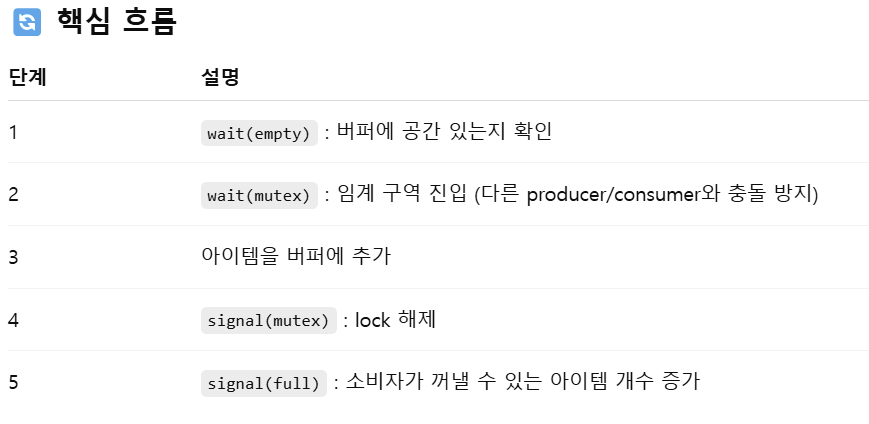 🔄 핵심 흐름
단계 설명
1 wait(empty) : 버퍼에 공간 있는지 확인
2 wait(mutex) : 임계 구역 진입 (다른 producer/consumer와 충돌 방지)
3 아이템을 버퍼에 추가
4 signal(mutex) : lock 해제
5 signal(full) : 소비자가 꺼낼 수 있는 아이템 개수 증가